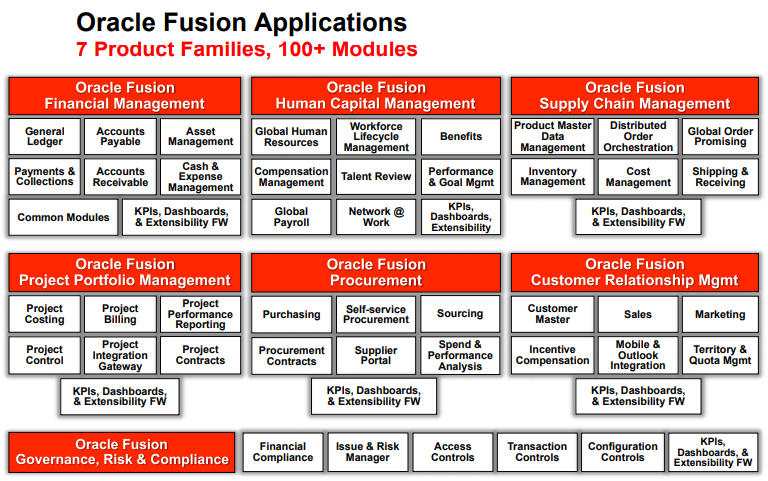 Oracle Fusion Applications
7 Product Families, 100+ Modules
Oracle Fusion
Financial Management
General
Ledger
Accounts
Payable
Asset
Management
Payments &
Collections
Accounts
Receivable
Cash &
Expense
Management
Common Modules
KPIs, Dashboards,
& Extensibility FW
Oracle Fusion
Human Capital Management
Global Human
Resources
Workforce
Lifecycle
Management
Benefits
Compensation
Management
Talent Review
Performance
& Goal Mgmt
Global
Payroll
Network @
Work
KPIs,
Dashboards,
Extensibility
Oracle Fusion
Supply Chain Management
Product Master
Data
Management
Distributed
Order
Orchestration
Global Order
Promising
Inventory
Management
Cost
Management
Shipping &
Receiving
KPIs, Dashboards,
& Extensibility FW
Oracle Fusion
Project Portfolio Management
Project
Costing
Project
Billing
Project
Performance
Reporting
Project
Control
Project
Integration
Gateway
Project
Contracts
KPIs, Dashboards,
& Extensibility FW
Oracle Fusion
Procurement
Purchasing
Self-service
Procurement
Sourcing
Procurement
Contracts
Supplier
Portal
Spend &
Performance
Analysis
KPIs, Dashboards,
& Extensibility FW
Oracle Fusion
Customer Relationship Mgmt
Customer
Master
Sales
Marketing
Incentive
Compensation
Mobile &
Outlook
Integration
Territory &
Quota Mgmt
KPIs, Dashboards,
& Extensibility FW
Oracle Fusion
Governance, Risk & Compliance
Financial
Compliance
Issue & Risk
Manager
Access
Controls
Transaction
Controls
Configuration
Controls
KPIs,
Dashboards, &
Extensibility FW